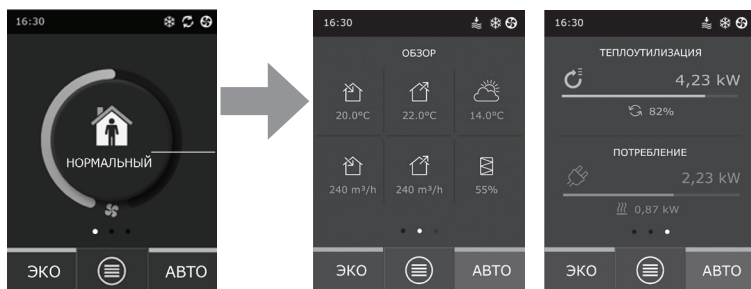 16:30
НОРМАЛЬНЫЙ
ЭКО
АВТО
16:30
ОБЗОР
20.0°C
22.0°C
14.0°C
240 m³/h
240 m³/h
55%
ЭКО
АВТО
16:30
ТЕПЛОУТИЛИЗАЦИЯ
4,23 kW
82%
ПОТРЕБЛЕНИЕ
2,23 kW
0,87 kW
ЭКО
АВТО